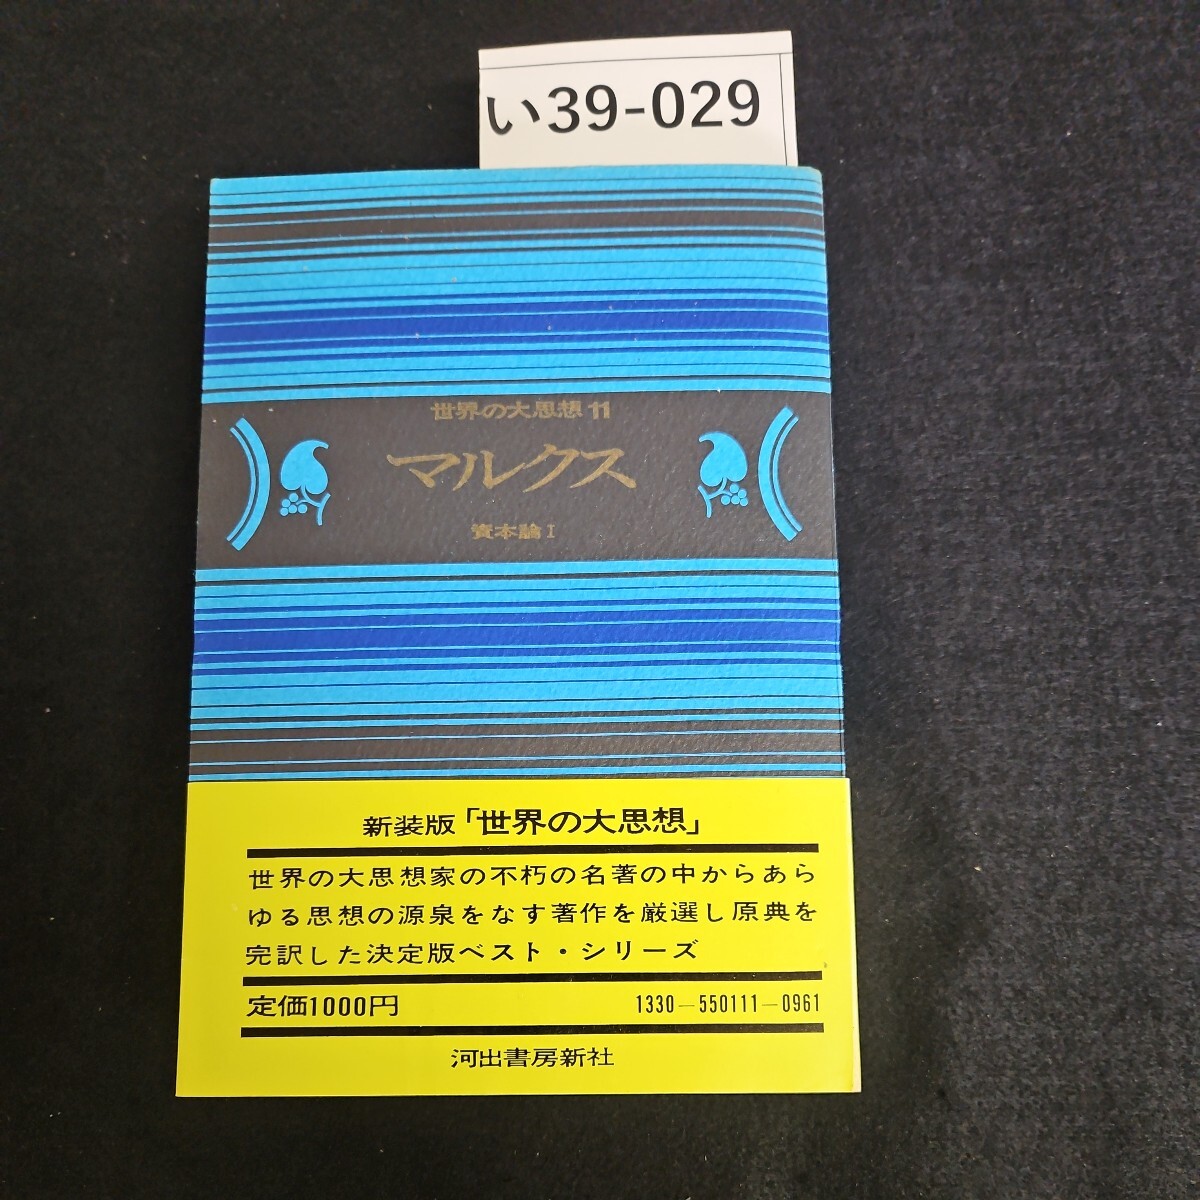 い39-029
世界の大思想 11
マルクス
資本論 I
新装版「世界の大思想」
世界の大思想家の不朽の名著の中からあら
ゆる思想の源泉をなす著作を厳選し原典を
完訳した決定版ベスト・シリーズ
定価1000円 1330-550111-0961
河出書房新社